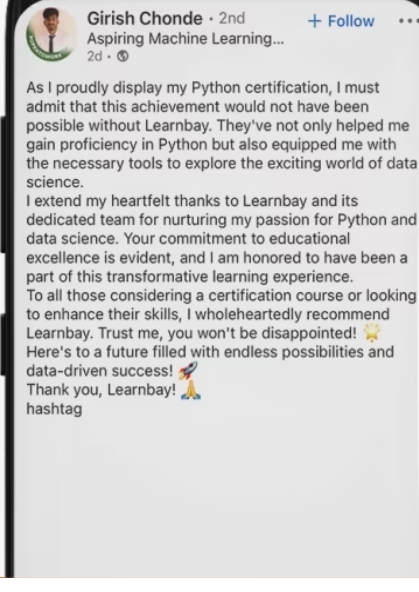 Girish Chonde · 2nd
+ Follow
Aspiring Machine Learning...
2d ·
As I proudly display my Python certification, I must
admit that this achievement would not have been
possible without Learnbay. They've not only helped me
gain proficiency in Python but also equipped me with
the necessary tools to explore the exciting world of data
science.
I extend my heartfelt thanks to Learnbay and its
dedicated team for nurturing my passion for Python and
data science. Your commitment to educational
excellence is evident, and I am honored to have been a
part of this transformative learning experience.
To all those considering a certification course or looking
to enhance their skills, I wholeheartedly recommend
Learnbay. Trust me, you won't be disappointed! 🌟
Here's to a future filled with endless possibilities and
data-driven success! 🚀
Thank you, Learnbay! 🙏
hashtag